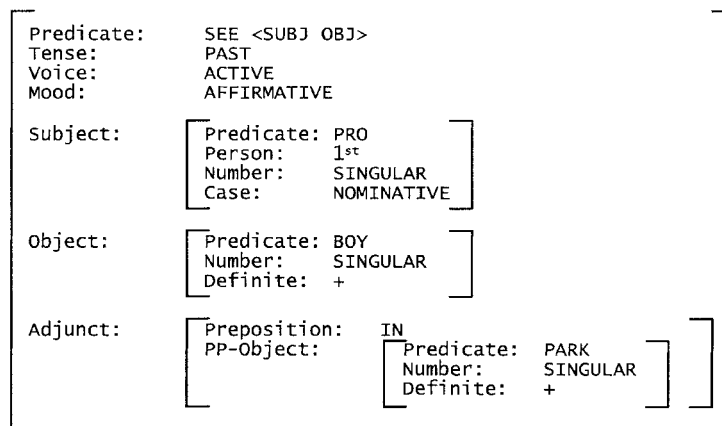 Predicate: SEE <SUBJ OBJ>
Tense: PAST
Voice: ACTIVE
Mood: AFFIRMATIVE
Subject: Predicate: PRO
Person: 1st
Number: SINGULAR
Case: NOMINATIVE
Object: Predicate: BOY
Number: SINGULAR
Definite: +
Adjunct: Preposition: IN
PP-Object: Predicate: PARK
Number: SINGULAR
Definite: +